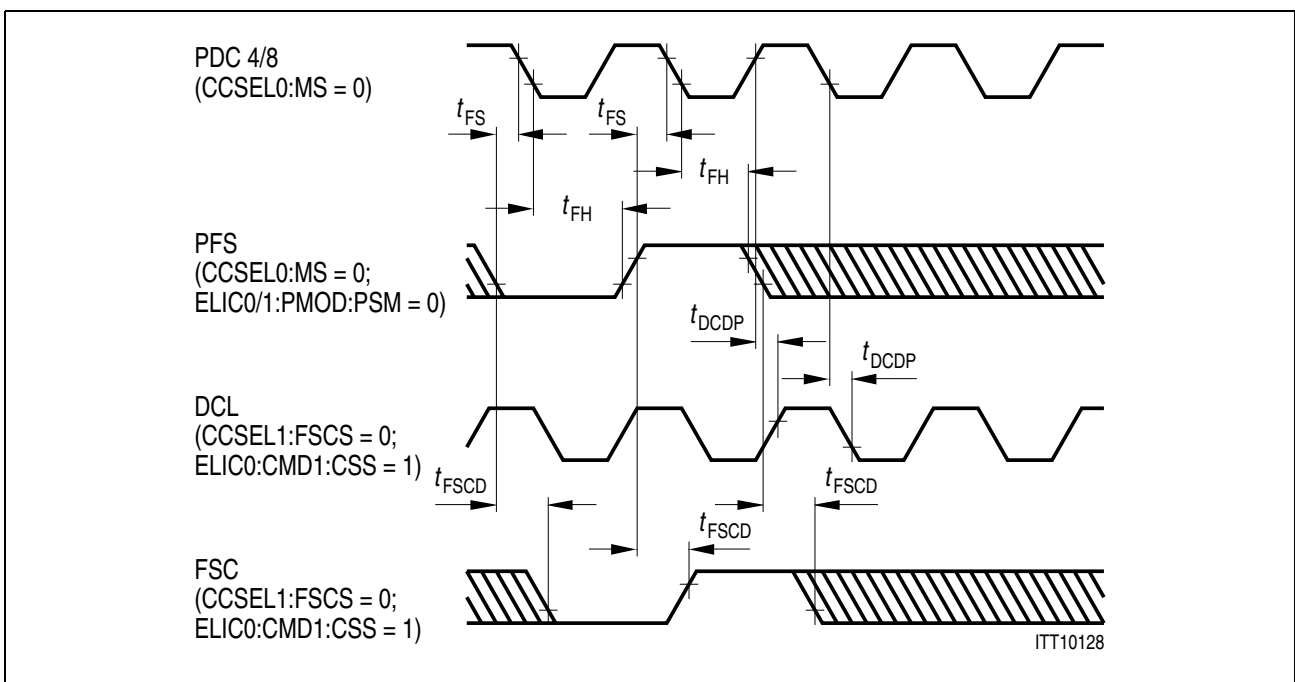 PDC 4/8
(CCSEL0:MS = 0)
tFS
tFS
tFH
tFH
PFS
(CCSEL0:MS = 0;
ELIC0/1:PMOD:PSM = 0)
tDCDP
tDCDP
DCL
(CCSEL1:FSCS = 0;
ELIC0:CMD1:CSS = 1)
tFSCD
tFSCD
tFSCD
FSC
(CCSEL1:FSCS = 0;
ELIC0:CMD1:CSS = 1)
ITT10128